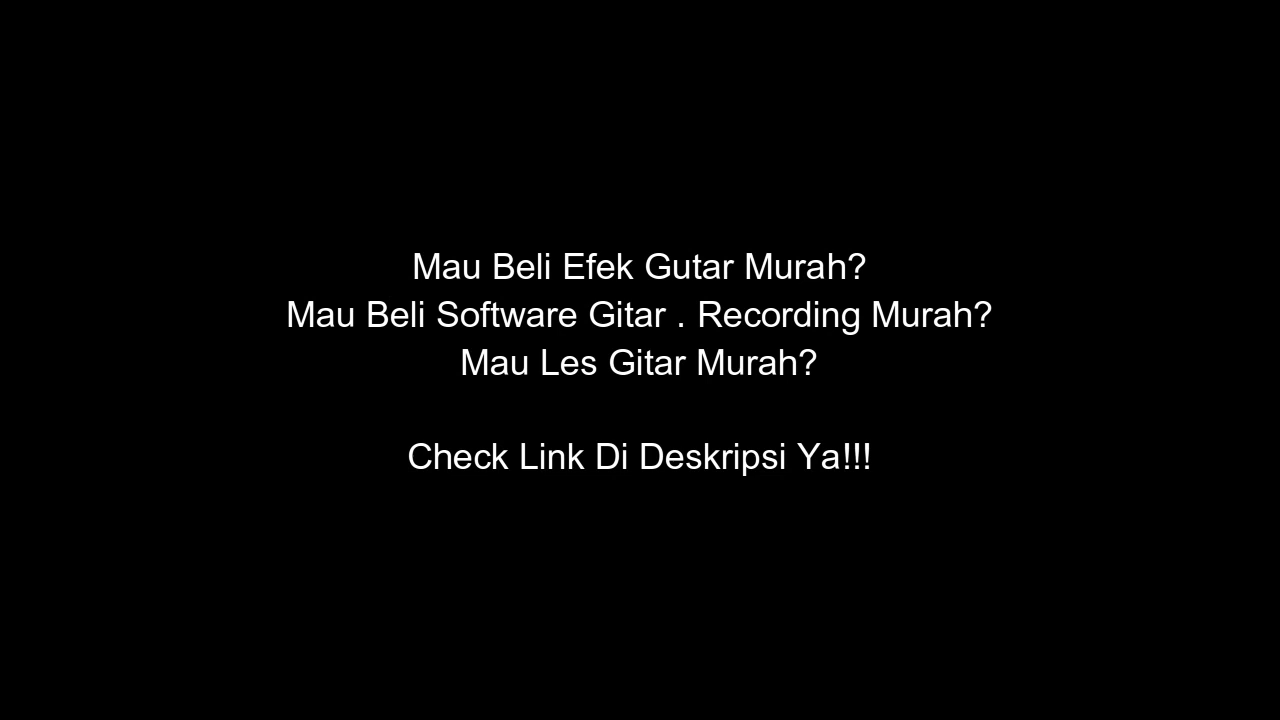 Mau Beli Efek Gutar Murah?
Mau Beli Software Gitar . Recording Murah?
Mau Les Gitar Murah?
Check Link Di Deskripsi Ya!!!